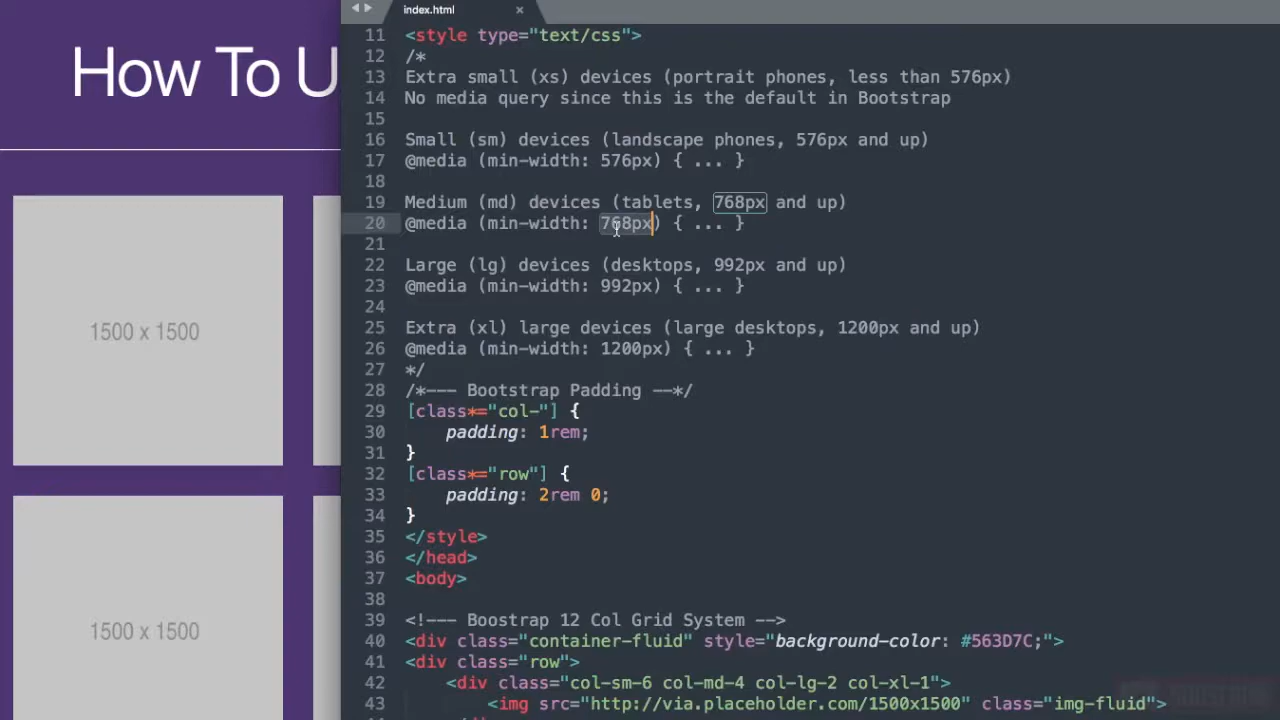 index.html
How To U
11 <style type="text/css">
12 /*
13 Extra small (xs) devices (portrait phones, less than 576px)
14 No media query since this is the default in Bootstrap
15
16 Small (sm) devices (landscape phones, 576px and up)
17 @media (min-width: 576px) { ... }
18
19 Medium (md) devices (tablets, 768px and up)
20 @media (min-width: 768px) { ... }
21
22 Large (lg) devices (desktops, 992px and up)
23 @media (min-width: 992px) { ... }
24
25 Extra (xl) large devices (large desktops, 1200px and up)
26 @media (min-width: 1200px) { ... }
27 */
28 /*--- Bootstrap Padding --*/
29 [class*="col-"] {
30 padding: 1rem;
31 }
32 [class*="row"] {
33 padding: 2rem 0;
34 }
35 </style>
36 </head>
37 <body>
38
39 <!--- Boostrap 12 Col Grid System -->
40 <div class="container-fluid" style="background-color: #563D7C;">
41 <div class="row">
42 <div class="col-sm-6 col-md-4 col-lg-2 col-xl-1">
43 <img src="http://via.placeholder.com/1500x1500" class="img-fluid">
1500 x 1500
1500 x 1500